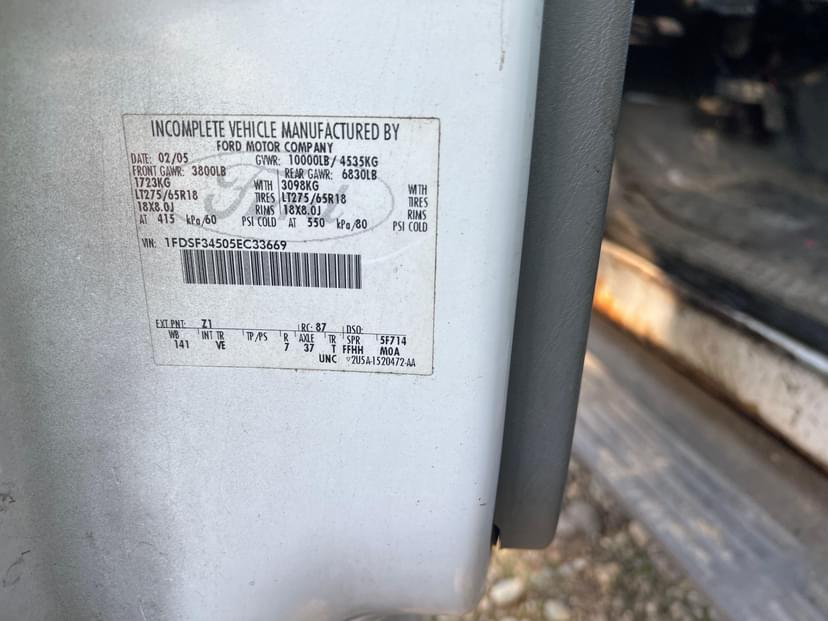 INCOMPLETE VEHICLE MANUFACTURED BY
FORD MOTOR COMPANY
DATE: 02/05 GVWR: 10000LB/ 4535KG
FRONT GAWR: 3800LB REAR GAWR: 6830LB
1723KG WITH 3098KG WITH
LT275/65R18 TIRES LT275/65R18 TIRES
18X8.0J RIMS 18X8.0J RIMS
AT 415 kPa/60 PSI COLD AT 550 kPa/80 PSI COLD
VIN: 1FDSF34505EC33669
Ford
EXT PNT: Z1 RC: 87 DSO:
WB INT TR TP/PS R AXLE TR SPR 5F714
141 VE 7 37 T FFHH MOA
UNC 2U5A-1520472-AA